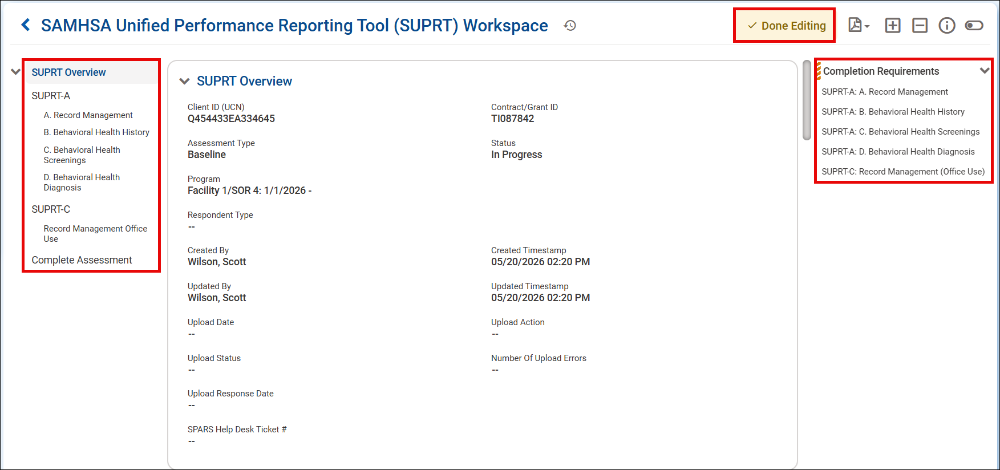 SAMHSA Unified Performance Reporting Tool (SUPRT) Workspace
Done Editing
SUPRT Overview
SUPRT-A
A. Record Management
B. Behavioral Health History
C. Behavioral Health
Screenings
D. Behavioral Health
Diagnosis
SUPRT-C
Record Management Office
Use
Complete Assessment
SUPRT Overview
Client ID (UCN)
Q454433EA334645
Contract/Grant ID
TI087842
Assessment Type
Baseline
Status
In Progress
Program
Facility 1/SOR 4: 1/1/2026 -
Respondent Type
--
Created By
Wilson, Scott
Created Timestamp
05/20/2026 02:20 PM
Updated By
Wilson, Scott
Updated Timestamp
05/20/2026 02:20 PM
Upload Date
--
Upload Action
--
Upload Status
--
Number Of Upload Errors
--
Upload Response Date
--
SPARS Help Desk Ticket #
--
Completion Requirements
SUPRT-A: A. Record Management
SUPRT-A: B. Behavioral Health History
SUPRT-A: C. Behavioral Health Screenings
SUPRT-A: D. Behavioral Health Diagnosis
SUPRT-C: Record Management (Office Use)